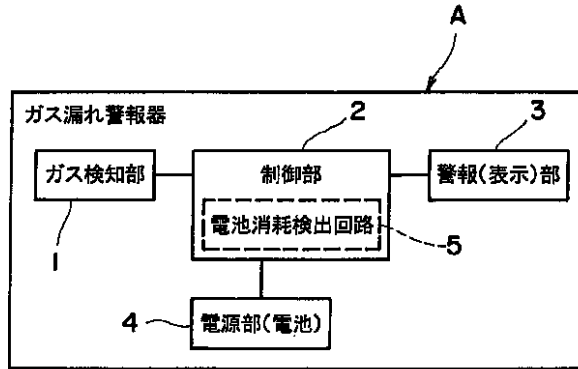 A
ガス漏れ警報器
2
3
ガス検知部
制御部
警報(表示)部
電池消耗検出回路
5
1
4
電源部(電池)